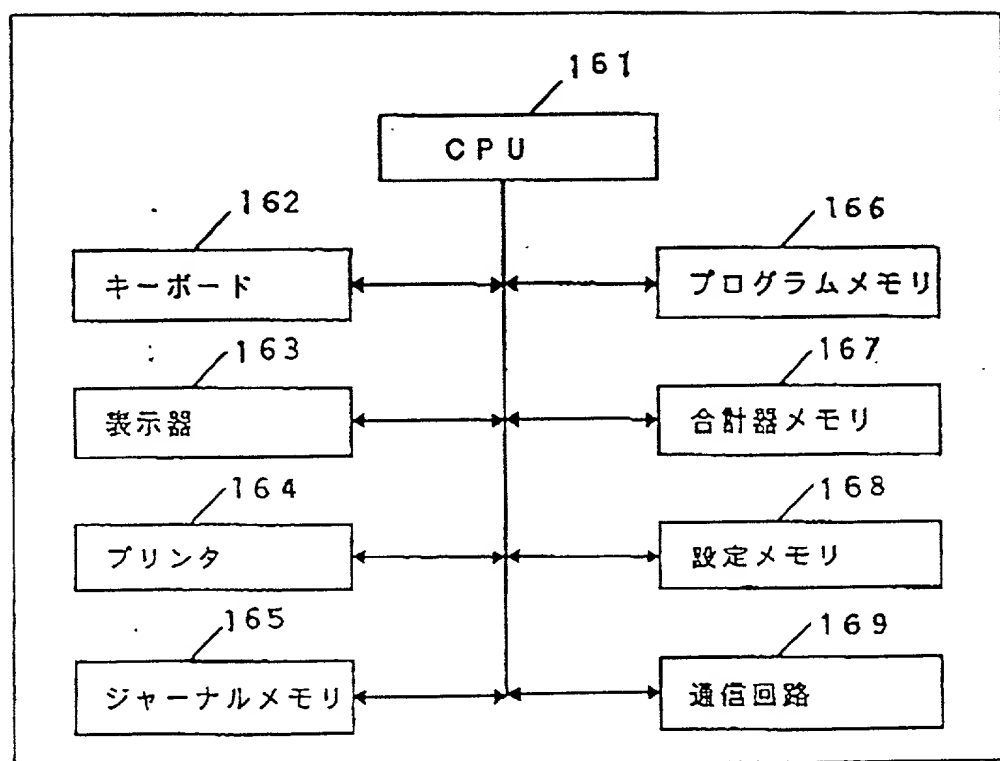 161
CPU
162
キーボード
166
プログラムメモリ
163
表示器
167
合計器メモリ
164
プリンタ
168
設定メモリ
165
ジャーナルメモリ
169
通信回路